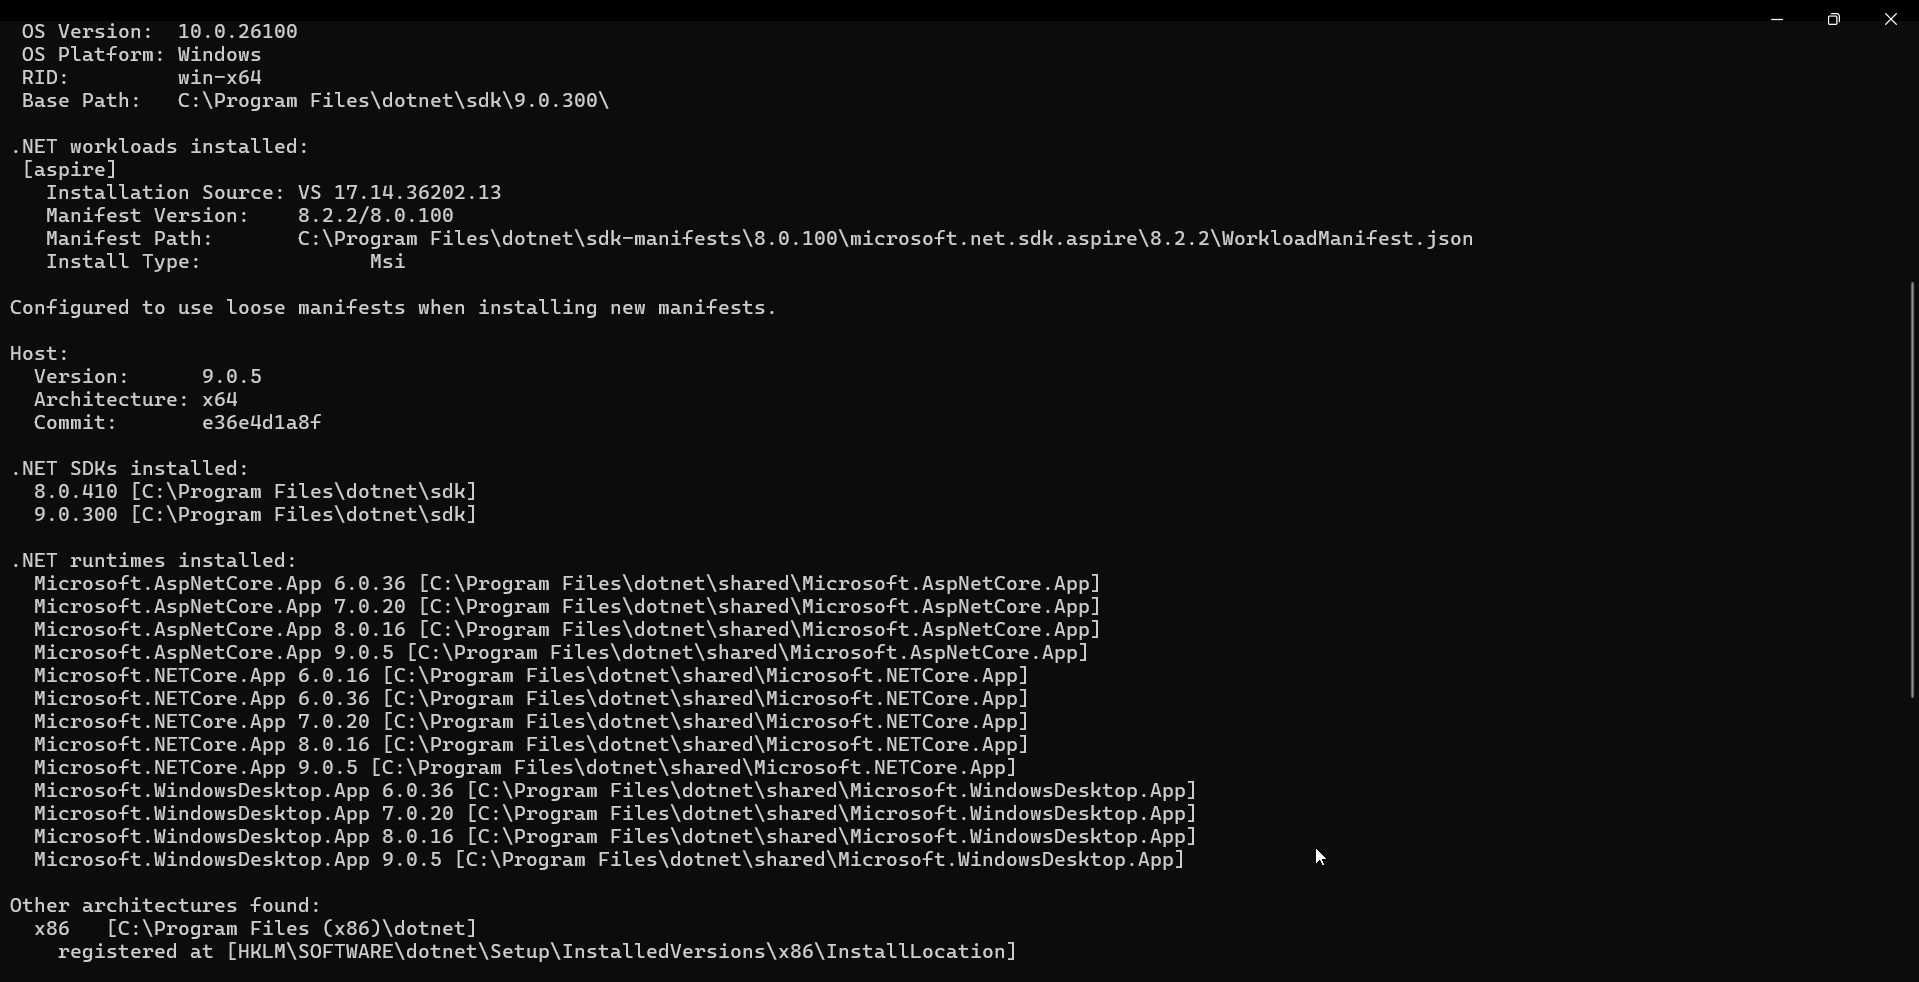 OS Version:  10.0.26100
OS Platform: Windows
RID:         win-x64
Base Path:   C:\Program Files\dotnet\sdk\9.0.300\
.NET workloads installed:
[aspire]
Installation Source: VS 17.14.36202.13
Manifest Version:    8.2.2/8.0.100
Manifest Path:       C:\Program Files\dotnet\sdk-manifests\8.0.100\microsoft.net.sdk.aspire\8.2.2\WorkloadManifest.json
Install Type:              Msi
Configured to use loose manifests when installing new manifests.
Host:
Version:      9.0.5
Architecture: x64
Commit:       e36e4d1a8f
.NET SDKs installed:
8.0.410 [C:\Program Files\dotnet\sdk]
9.0.300 [C:\Program Files\dotnet\sdk]
.NET runtimes installed:
Microsoft.AspNetCore.App 6.0.36 [C:\Program Files\dotnet\shared\Microsoft.AspNetCore.App]
Microsoft.AspNetCore.App 7.0.20 [C:\Program Files\dotnet\shared\Microsoft.AspNetCore.App]
Microsoft.AspNetCore.App 8.0.16 [C:\Program Files\dotnet\shared\Microsoft.AspNetCore.App]
Microsoft.AspNetCore.App 9.0.5 [C:\Program Files\dotnet\shared\Microsoft.AspNetCore.App]
Microsoft.NETCore.App 6.0.16 [C:\Program Files\dotnet\shared\Microsoft.NETCore.App]
Microsoft.NETCore.App 6.0.36 [C:\Program Files\dotnet\shared\Microsoft.NETCore.App]
Microsoft.NETCore.App 7.0.20 [C:\Program Files\dotnet\shared\Microsoft.NETCore.App]
Microsoft.NETCore.App 8.0.16 [C:\Program Files\dotnet\shared\Microsoft.NETCore.App]
Microsoft.NETCore.App 9.0.5 [C:\Program Files\dotnet\shared\Microsoft.NETCore.App]
Microsoft.WindowsDesktop.App 6.0.36 [C:\Program Files\dotnet\shared\Microsoft.WindowsDesktop.App]
Microsoft.WindowsDesktop.App 7.0.20 [C:\Program Files\dotnet\shared\Microsoft.WindowsDesktop.App]
Microsoft.WindowsDesktop.App 8.0.16 [C:\Program Files\dotnet\shared\Microsoft.WindowsDesktop.App]
Microsoft.WindowsDesktop.App 9.0.5 [C:\Program Files\dotnet\shared\Microsoft.WindowsDesktop.App]
Other architectures found:
x86   [C:\Program Files (x86)\dotnet]
registered at [HKLM\SOFTWARE\dotnet\Setup\InstalledVersions\x86\InstallLocation]